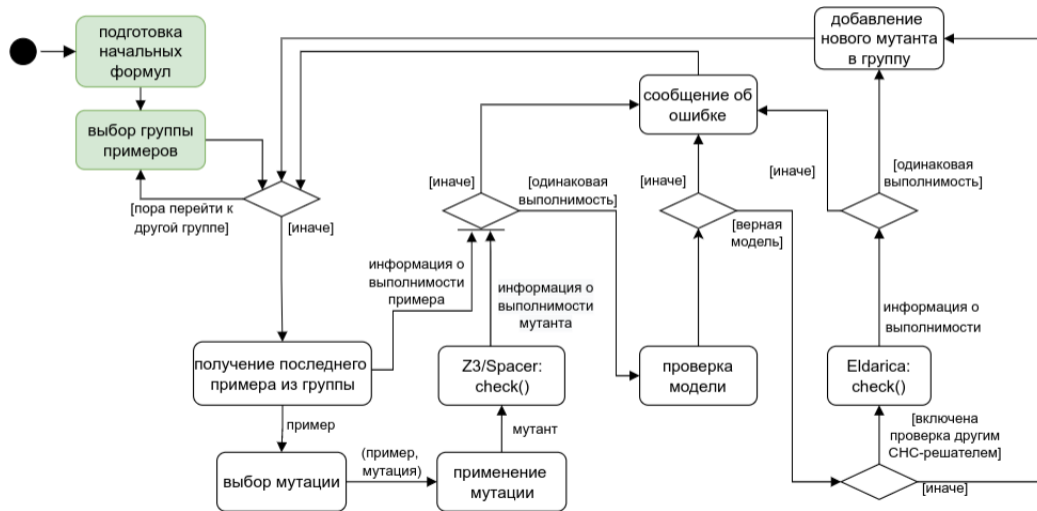 подготовка
начальных
формул
выбор группы
примеров
[пора перейти к
другой группе]
[иначе]
получение последнего
примера из группы
пример
выбор мутации
(пример,
мутация)
применение
мутации
мутант
Z3/Spacer:
check()
информация о
выполнимости
примера
информация о
выполнимости
мутанта
[иначе]
[одинаковая
выполнимость]
сообщение об
ошибке
проверка
модели
[иначе]
[верная
модель]
[включена
проверка другим
CHC-решателем]
[иначе]
Eldarica:
check()
информация о
выполнимости
[иначе]
[одинаковая
выполнимость]
добавление
нового мутанта
в группу